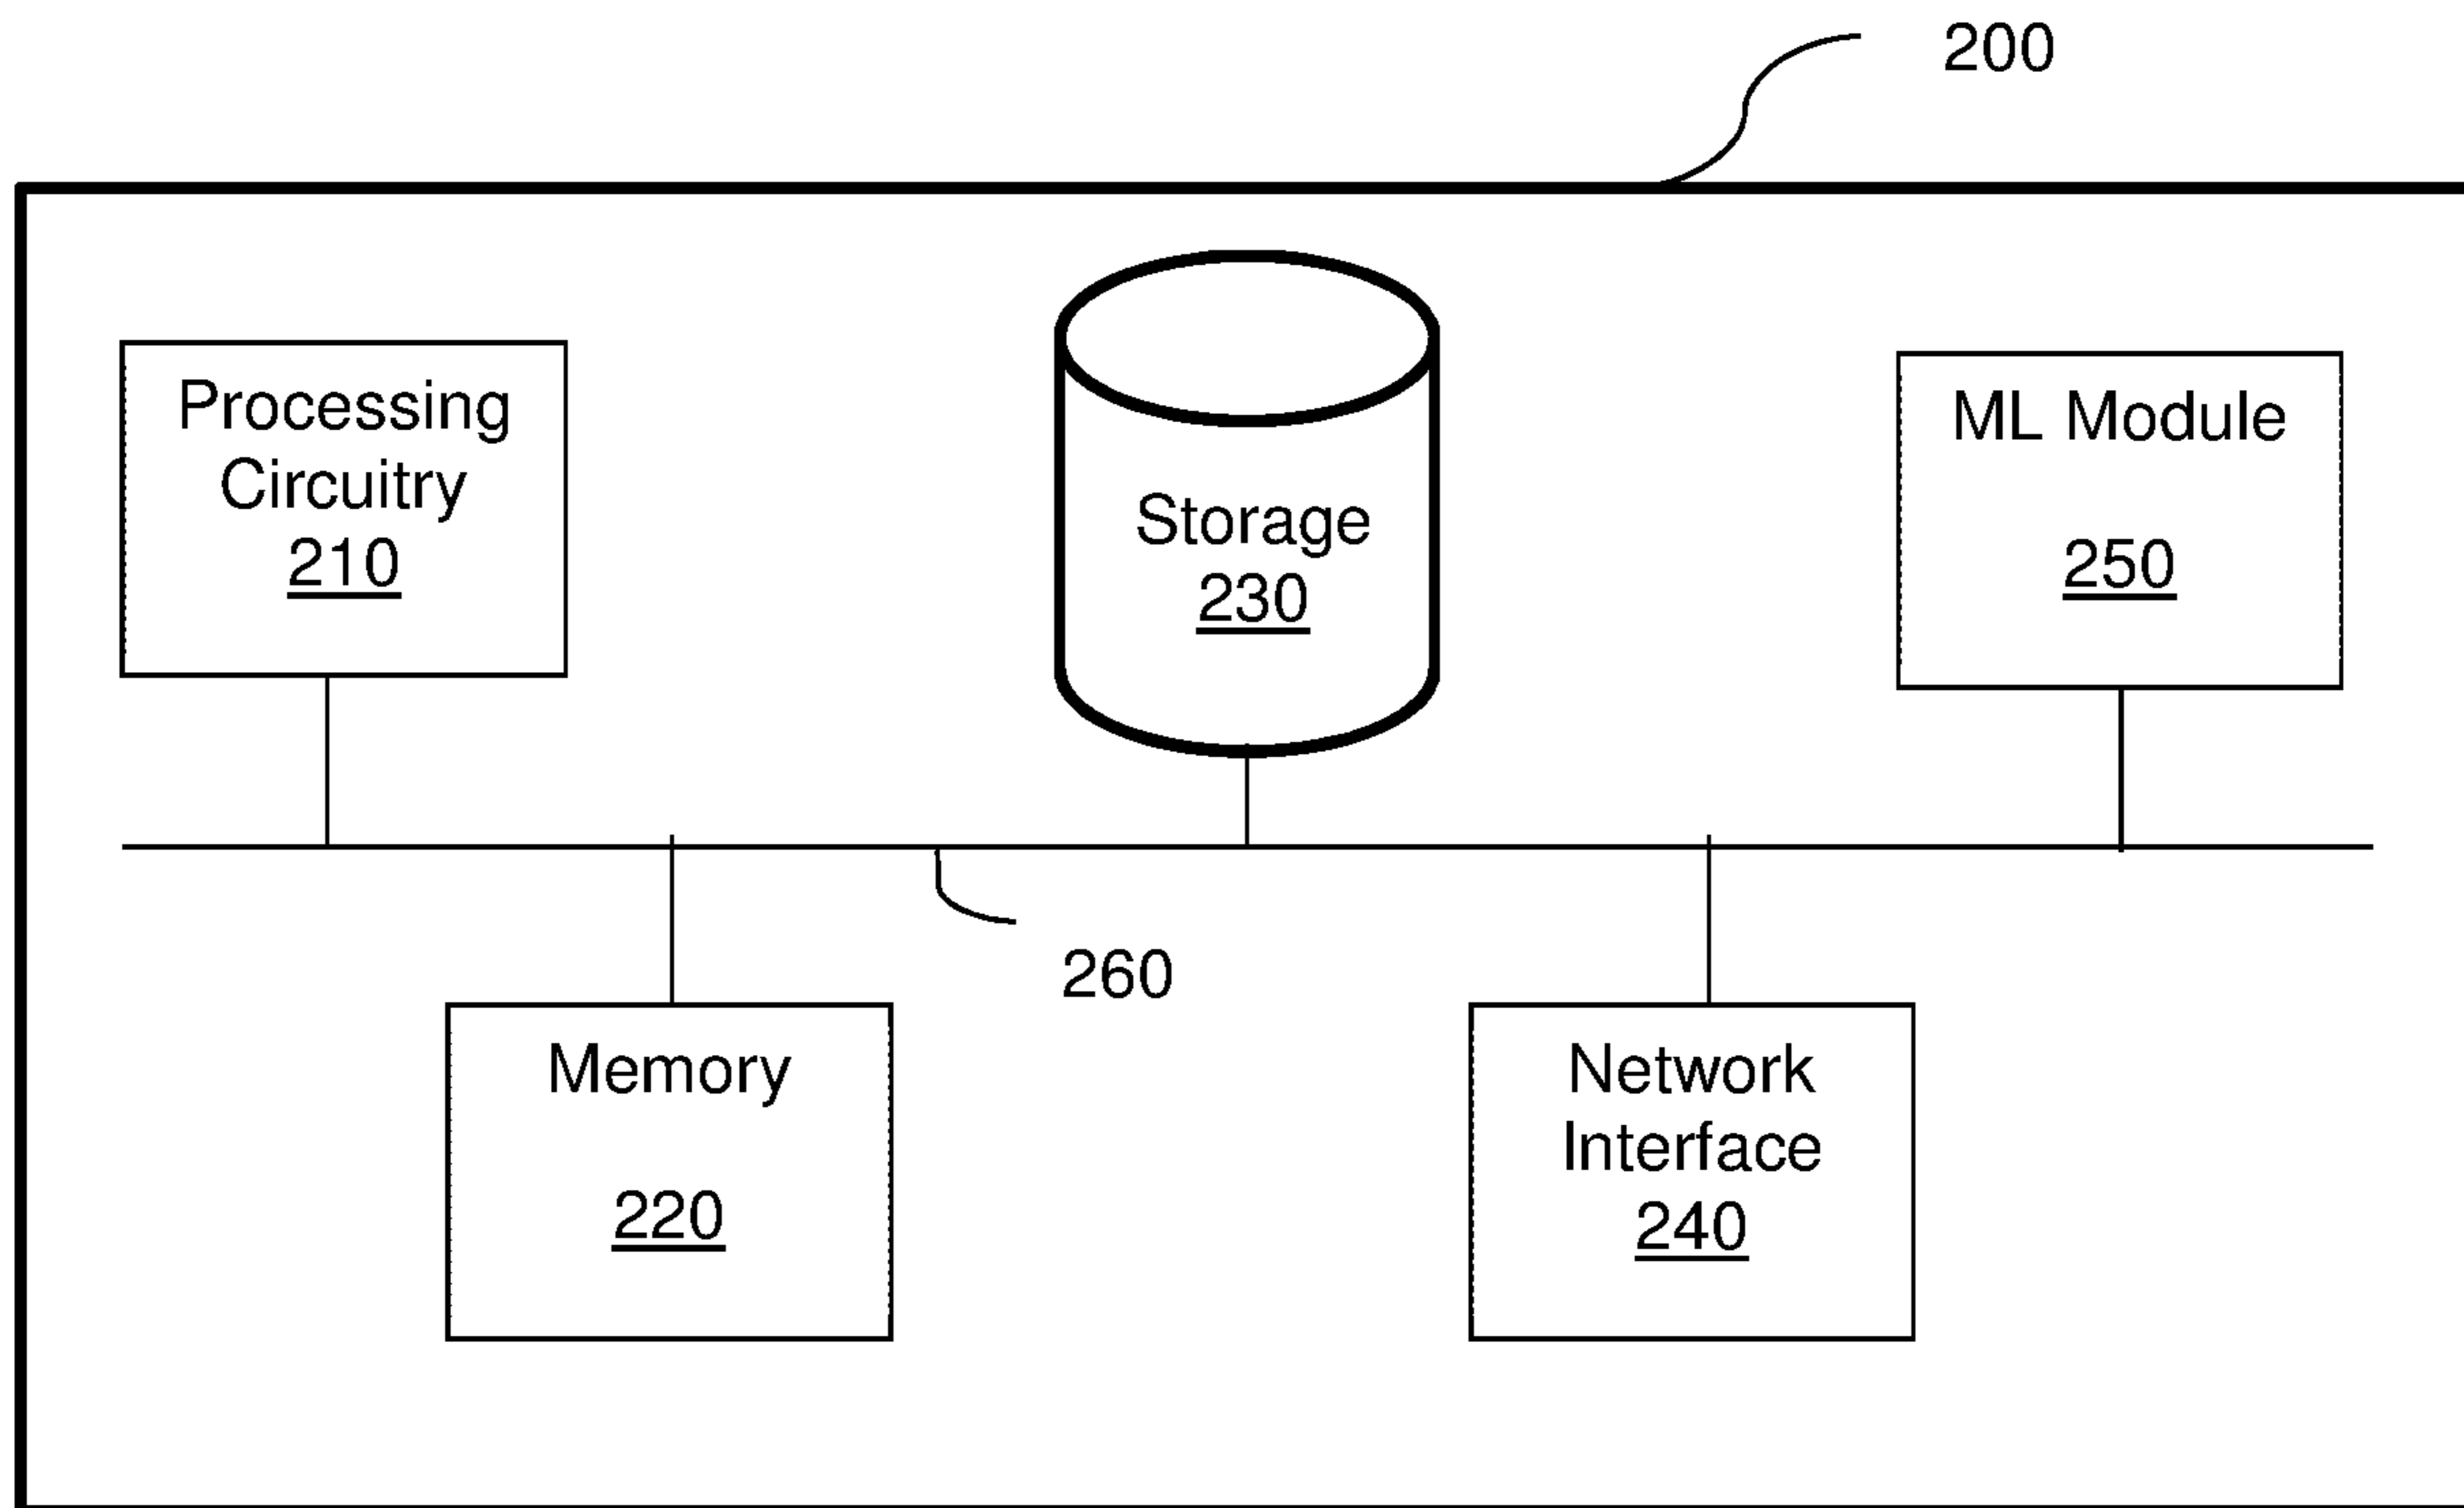 200
Processing
Circuitry
210
Storage
230
ML Module
250
260
Memory
220
Network
Interface
240